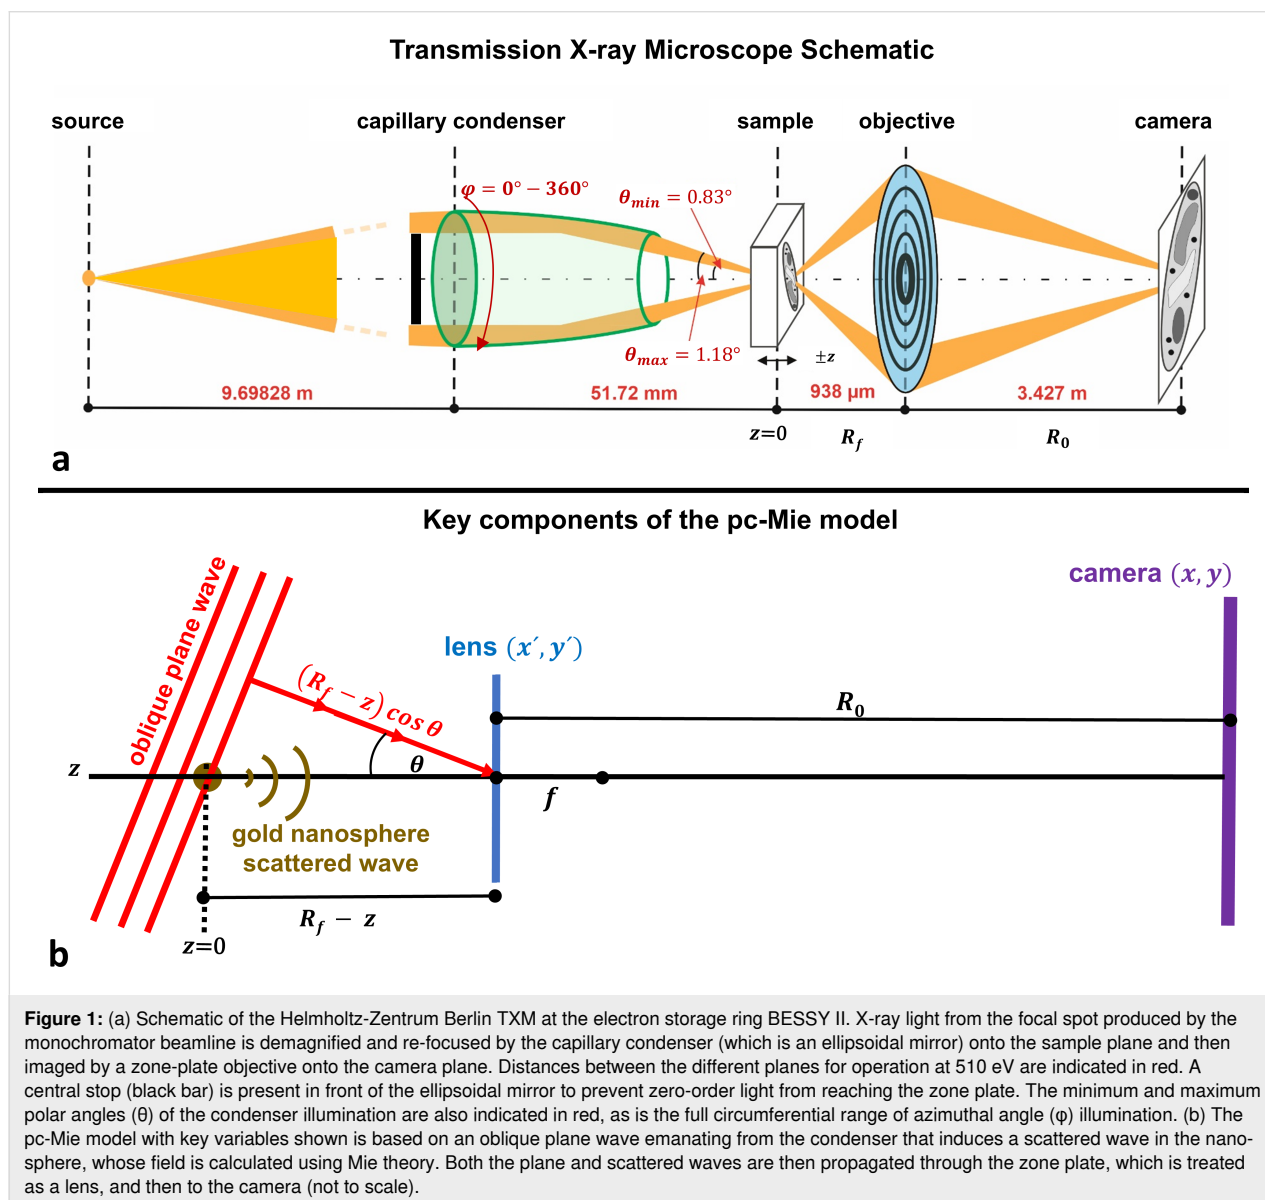 Transmission X-ray Microscope Schematic
source
capillary condenser
sample
objective
camera
φ = 0° − 360°
θmin = 0.83°
θmax = 1.18°
±z
9.69828 m
51.72 mm
938 µm
3.427 m
z=0
Rf
R0
a
Key components of the pc-Mie model
oblique plane wave
camera (x, y)
lens (x´, y´)
(Rf − z) cos θ
R0
z
θ
f
gold nanosphere
scattered wave
Rf − z
z=0
b
Figure 1: (a) Schematic of the Helmholtz-Zentrum Berlin TXM at the electron storage ring BESSY II. X-ray light from the focal spot produced by the
monochromator beamline is demagnified and re-focused by the capillary condenser (which is an ellipsoidal mirror) onto the sample plane and then
imaged by a zone-plate objective onto the camera plane. Distances between the different planes for operation at 510 eV are indicated in red. A
central stop (black bar) is present in front of the ellipsoidal mirror to prevent zero-order light from reaching the zone plate. The minimum and maximum
polar angles (θ) of the condenser illumination are also indicated in red, as is the full circumferential range of azimuthal angle (φ) illumination. (b) The
pc-Mie model with key variables shown is based on an oblique plane wave emanating from the condenser that induces a scattered wave in the nano-
sphere, whose field is calculated using Mie theory. Both the plane and scattered waves are then propagated through the zone plate, which is treated
as a lens, and then to the camera (not to scale).